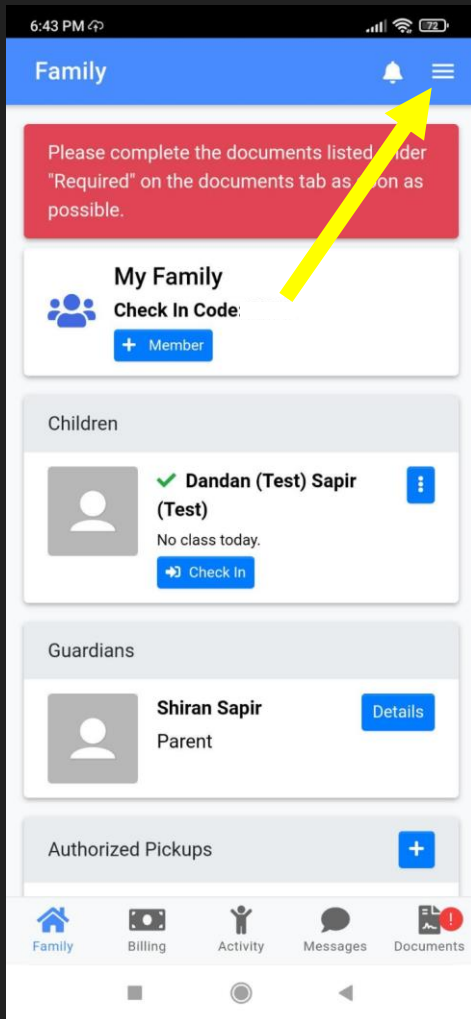 6:43 PM 72
Family
Please complete the documents listed under
"Required" on the documents tab as soon as
possible.
My Family
Check In Code:
+ Member
Children
Dandan (Test) Sapir
(Test)
No class today.
Check In
Guardians
Shiran Sapir
Details
Parent
Authorized Pickups
+
Family Billing Activity Messages Documents